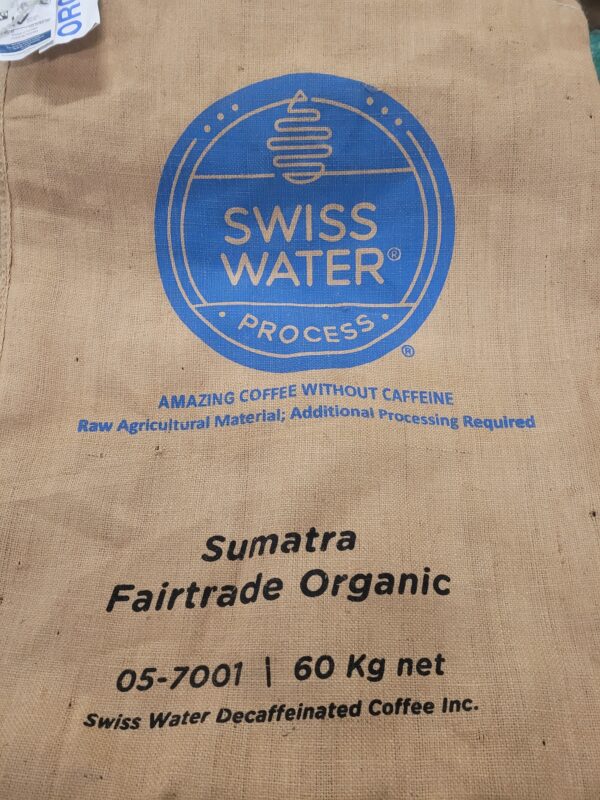 ORG
SWISS
WATER®
• PROCESS •
®
AMAZING COFFEE WITHOUT CAFFEINE
Raw Agricultural Material; Additional Processing Required
Sumatra
Fairtrade Organic
05-7001 | 60 Kg net
Swiss Water Decaffeinated Coffee Inc.